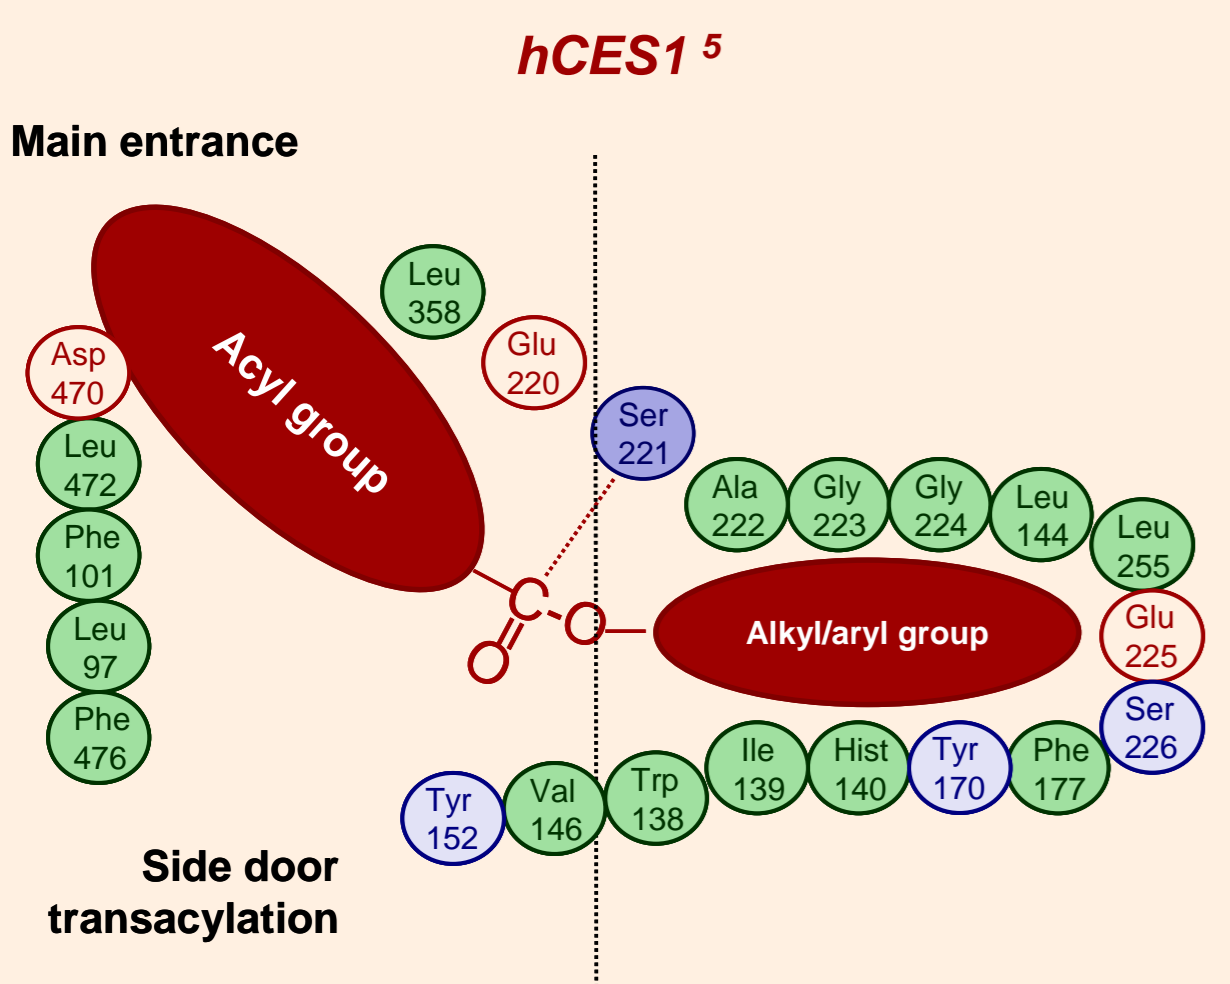 hCES1 5
Main entrance
Leu
358
Glu
220
Asp
470
Acyl group
Ser
221
Leu
472
Ala
222
Gly
223
Gly
224
Leu
144
Leu
255
Phe
101
C
O
O
Alkyl/aryl group
Glu
225
Leu
97
Phe
476
Ser
226
Tyr
152
Val
146
Trp
138
Ile
139
Hist
140
Tyr
170
Phe
177
Side door
transacylation